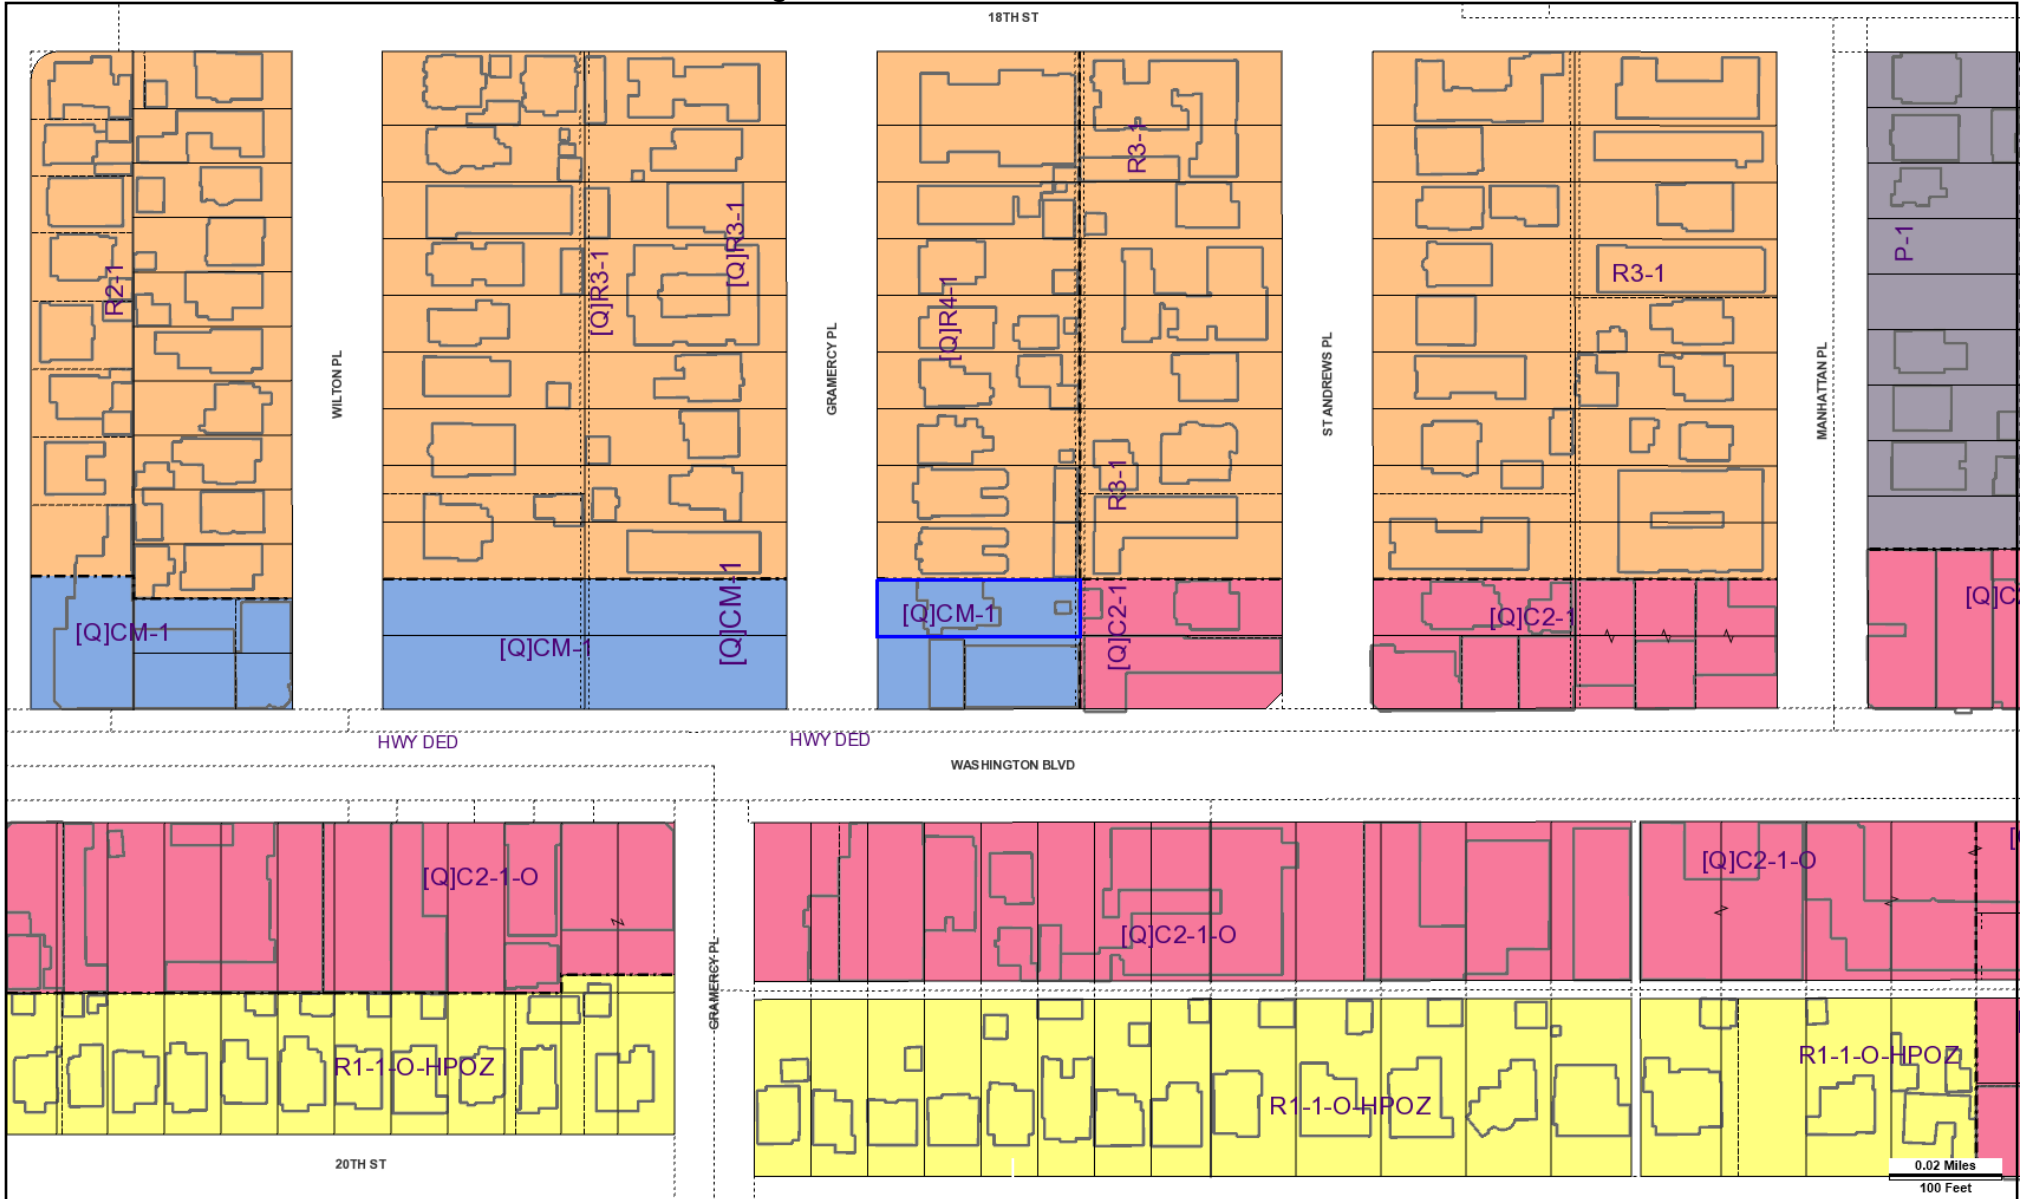 18TH ST
R2-1
WILTON PL
[Q]R3-1
[Q]R3-1
GRAMERCY PL
[Q]R4-1
R3-1
R3-1
ST ANDREWS PL
R3-1
MANHATTAN PL
P-1
[Q]CM-1
[Q]CM-1
[Q]CM-1
[Q]CM-1
[Q]C2-1
[Q]C2-1
[Q]C
HWY DED
HWY DED
WASHINGTON BLVD
[Q]C2-1-O
[Q]C2-1-O
[Q]C2-1-O
GRAMERCY PL
R1-1-O-HPOZ
R1-1-O-HPOZ
R1-1-O-HPOZ
20TH ST
0.02 Miles
100 Feet